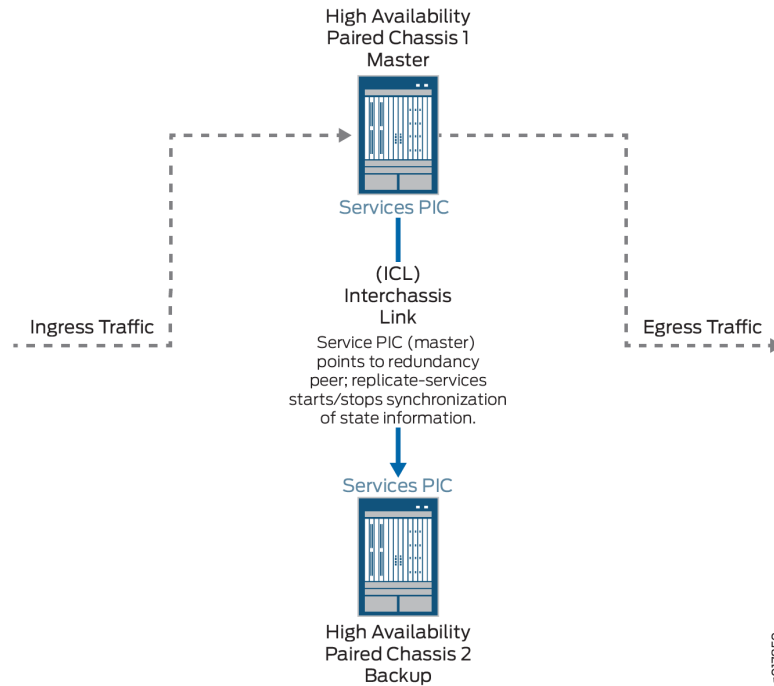 High Availability
Paired Chassis 1
Master
Services PIC
(ICL)
Interchassis
Link
Ingress Traffic
Egress Traffic
Service PIC (master)
points to redundancy
peer; replicate-services
starts/stops synchronization
of state information.
Services PIC
High Availability
Paired Chassis 2
Backup